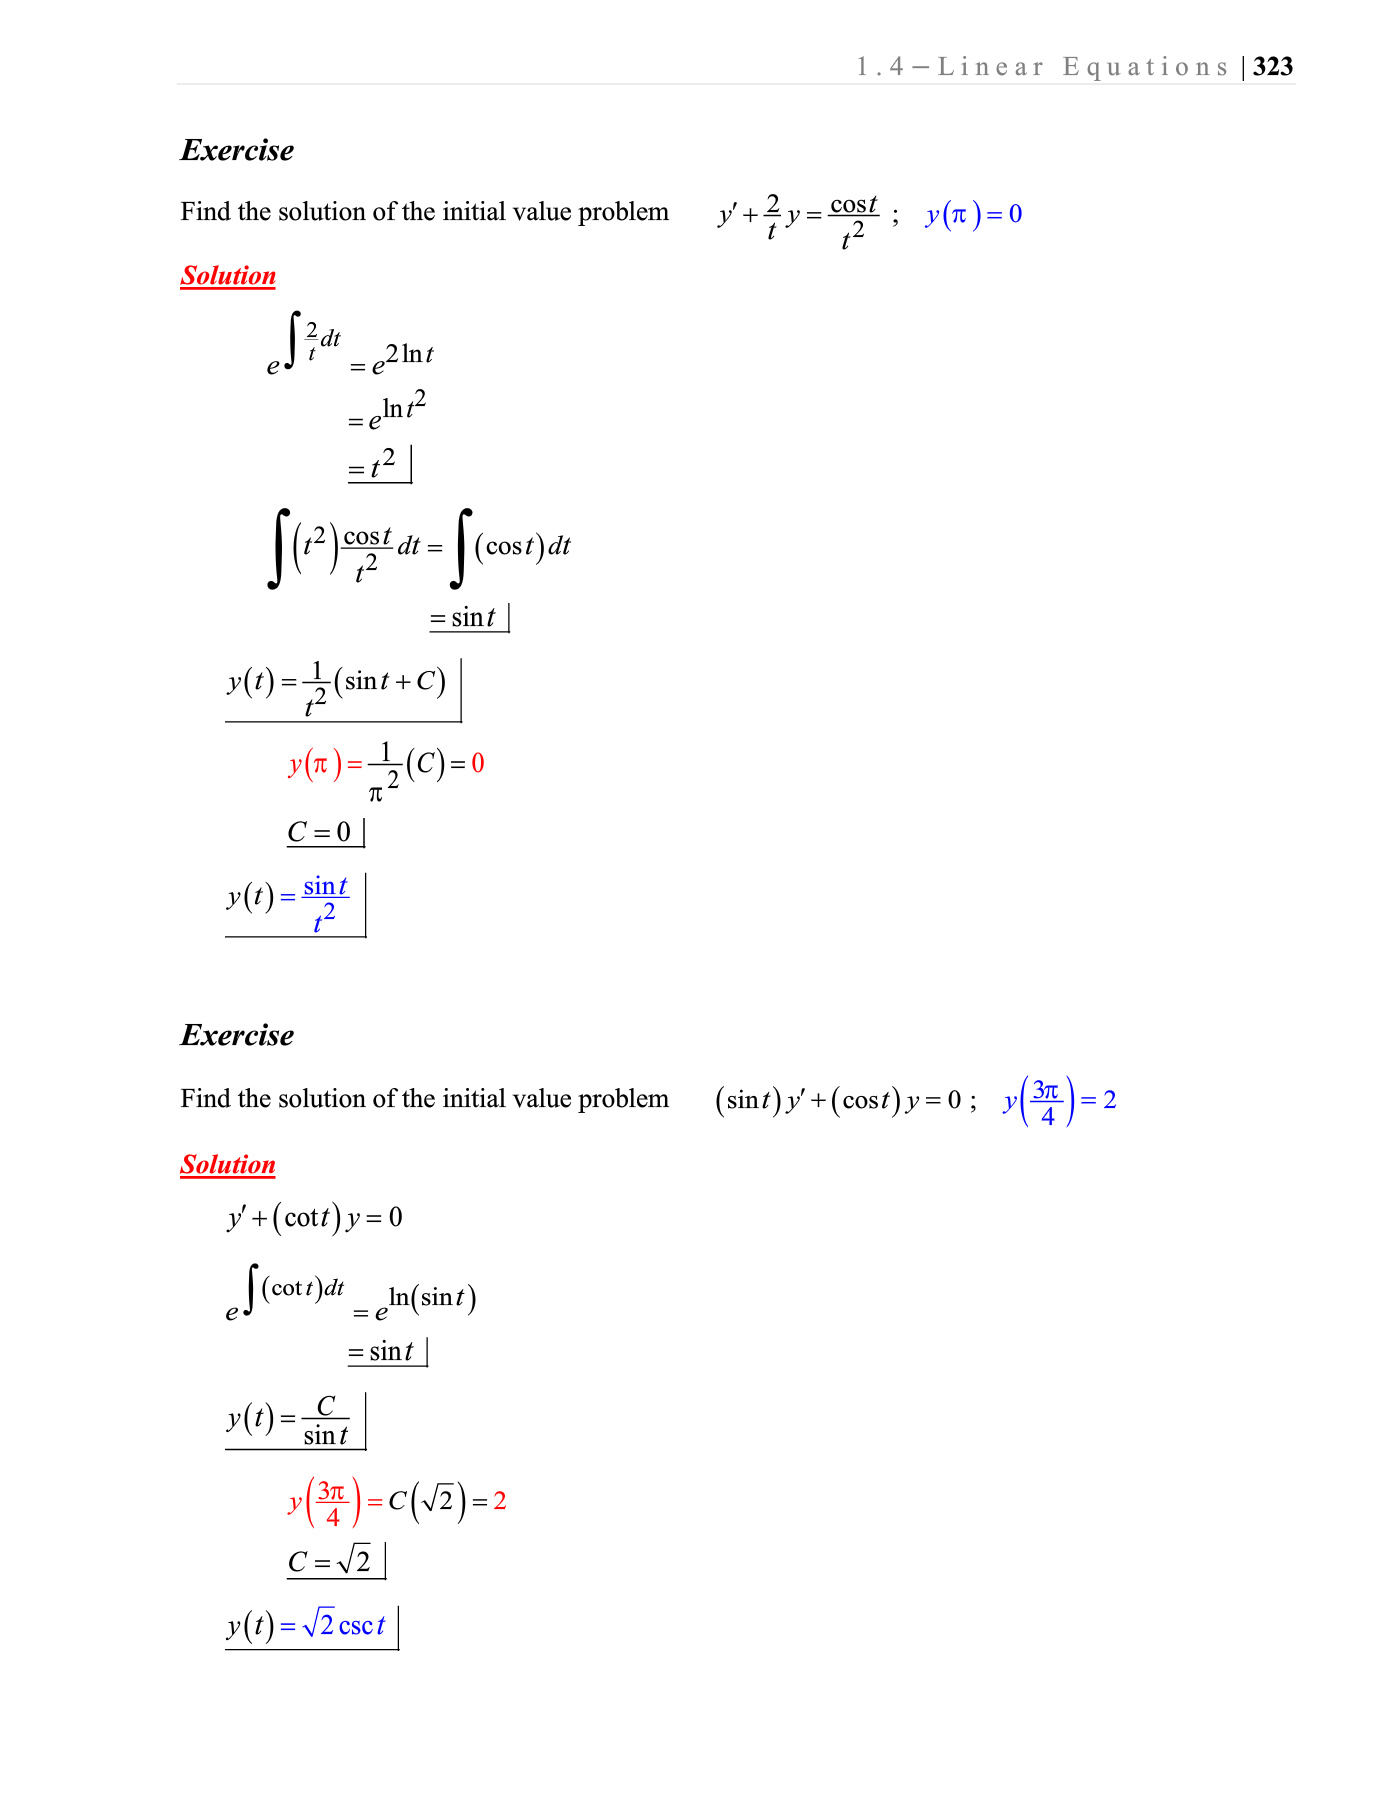 1.4 – Linear Equations | 323
Exercise
Find the solution of the initial value problem $y' + \frac{2}{t}y = \frac{\cos t}{t^2}$ ; $y(\pi) = 0$
Solution
$e^{\int \frac{2}{t}dt} = e^{2\ln t}$
$= e^{\ln t^2}$
$= t^2$
$\int (t^2)\frac{\cos t}{t^2}dt = \int (\cos t)dt$
$= \sin t$
$y(t) = \frac{1}{t^2}(\sin t + C)$
$y(\pi) = \frac{1}{\pi^2}(C) = 0$
$C = 0$
$y(t) = \frac{\sin t}{t^2}$
Exercise
Find the solution of the initial value problem $(\sin t)y' + (\cos t)y = 0$ ; $y\left(\frac{3\pi}{4}\right) = 2$
Solution
$y' + (\cot t)y = 0$
$e^{\int (\cot t)dt} = e^{\ln(\sin t)}$
$= \sin t$
$y(t) = \frac{C}{\sin t}$
$y\left(\frac{3\pi}{4}\right) = C(\sqrt{2}) = 2$
$C = \sqrt{2}$
$y(t) = \sqrt{2}\csc t$